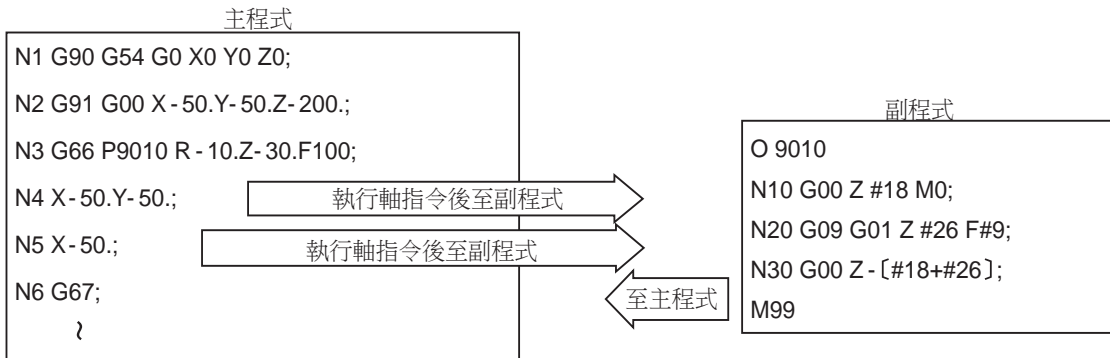 主程式
N1 G90 G54 G0 X0 Y0 Z0;
N2 G91 G00 X-50.Y-50.Z-200.;
N3 G66 P9010 R-10.Z-30.F100;
N4 X-50.Y-50.;
執行軸指令後至副程式
N5 X-50.;
執行軸指令後至副程式
N6 G67;
~
至主程式
副程式
O 9010
N10 G00 Z #18 M0;
N20 G09 G01 Z #26 F#9;
N30 G00 Z-〔#18+#26〕;
M99